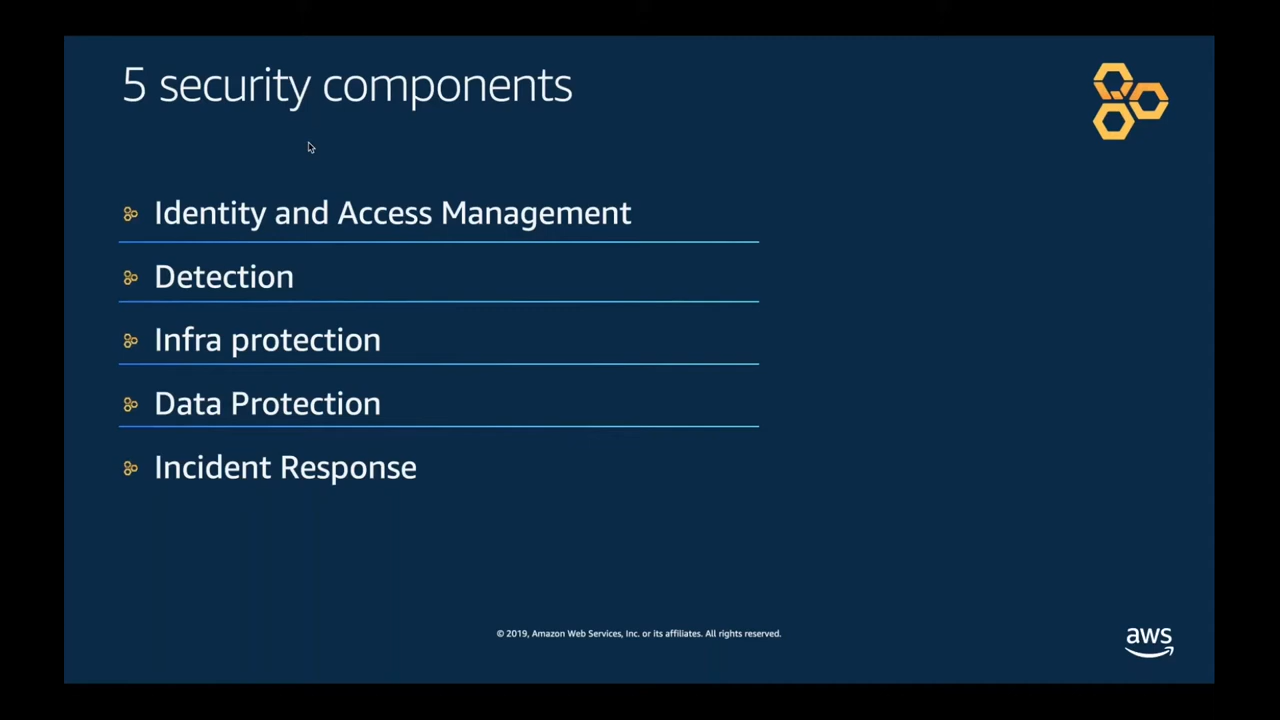 5 security components
Identity and Access Management
Detection
Infra protection
Data Protection
Incident Response
© 2019, Amazon Web Services, Inc. or its affiliates. All rights reserved.
aws